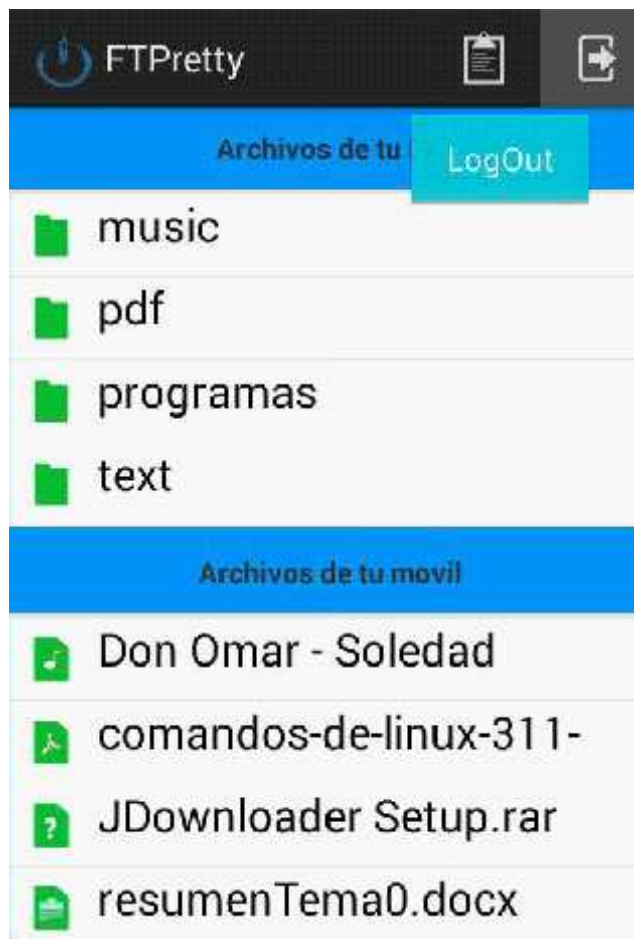 FTPretty
Archivos de tu
LogOut
music
pdf
programas
text
Archivos de tu movil
Don Omar - Soledad
comandos-de-linux-311-
JDownloader Setup.rar
resumenTema0.docx